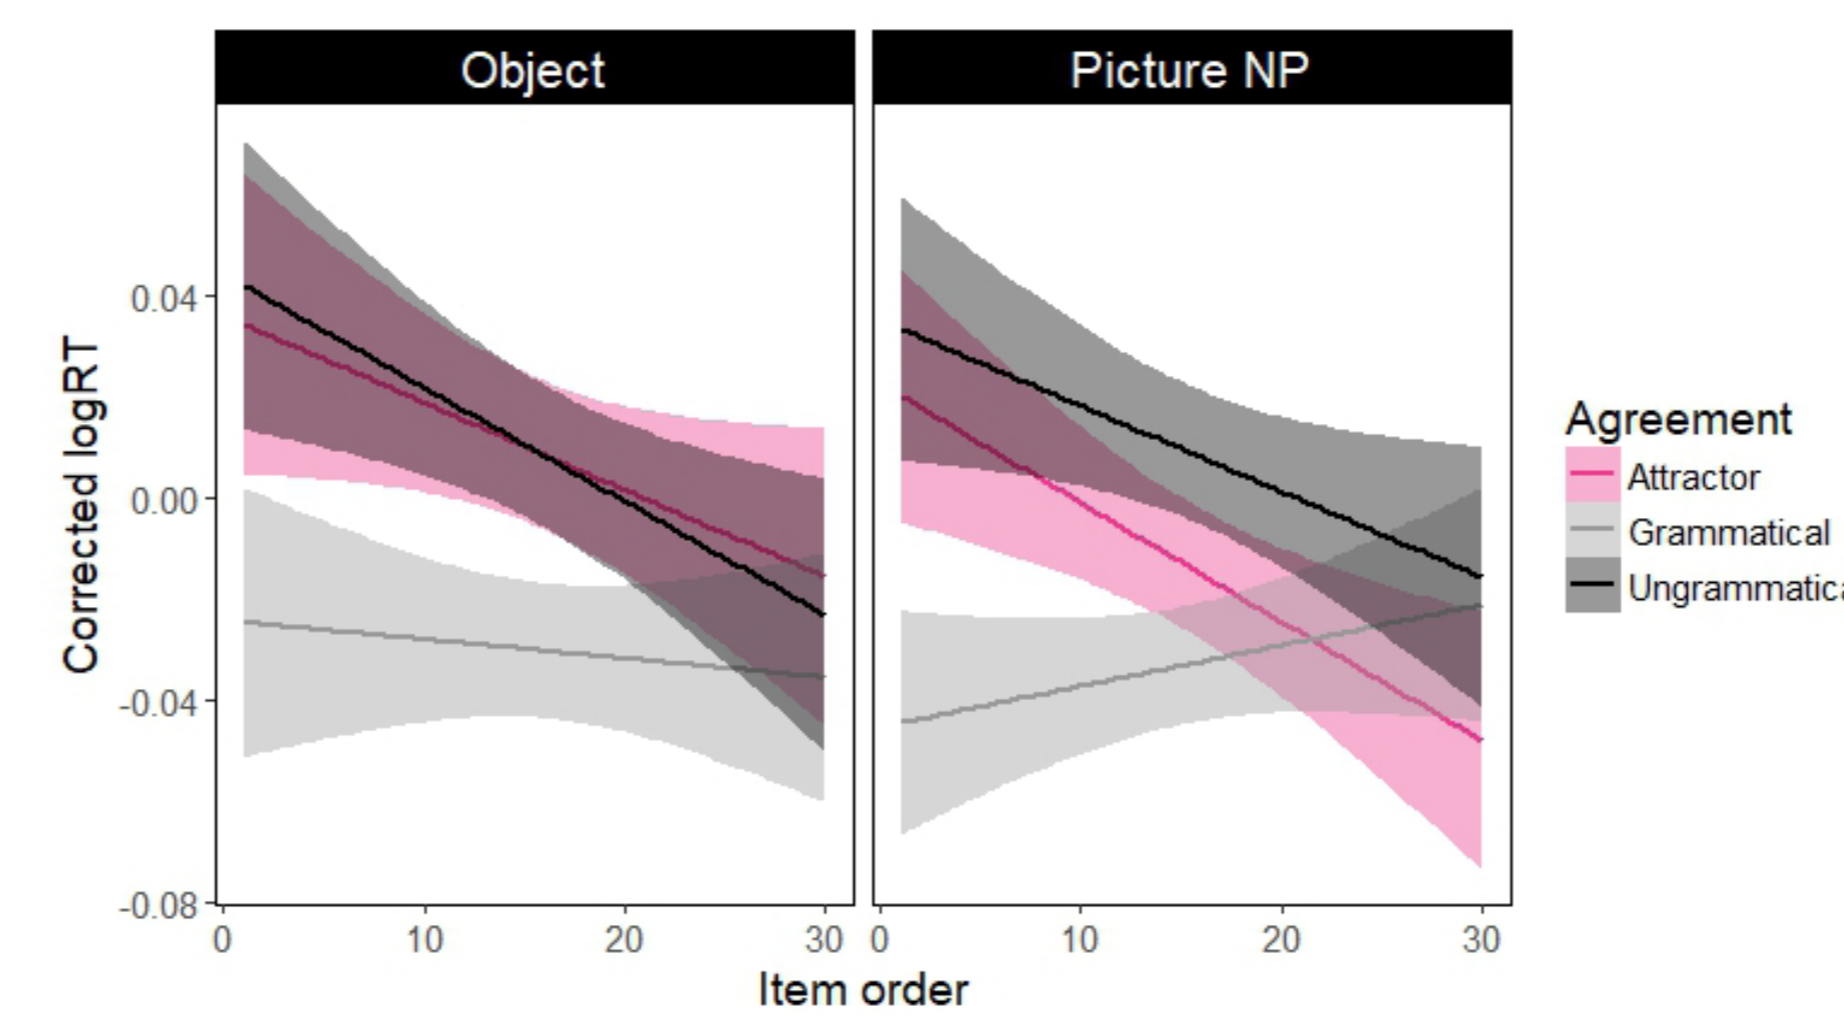 Object
Picture NP
Corrected logRT
0.04
0.00
-0.04
-0.08
0
10
20
30
0
10
20
30
Item order
Agreement
Attractor
Grammatical
Ungrammatica